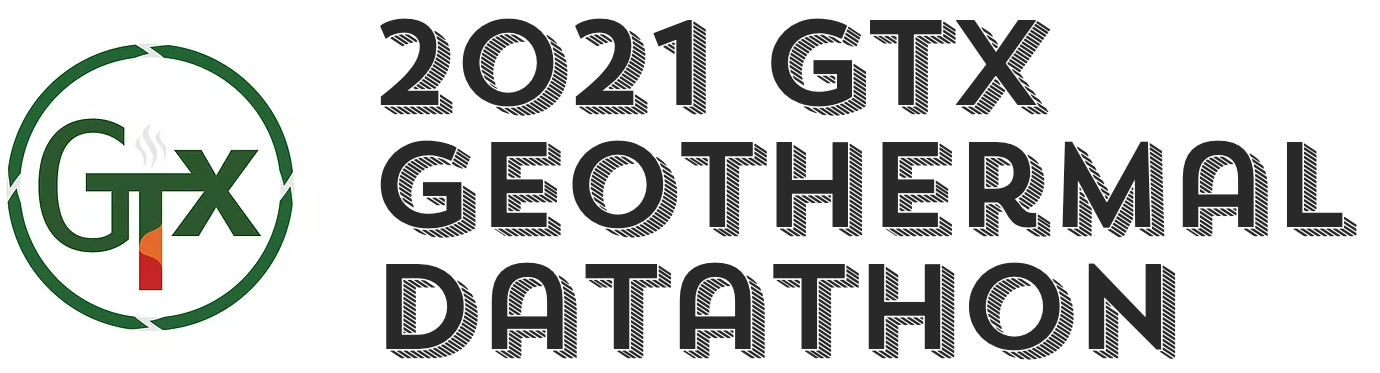 GTX
2021 GTX
GEOTHERMAL
DATATHON